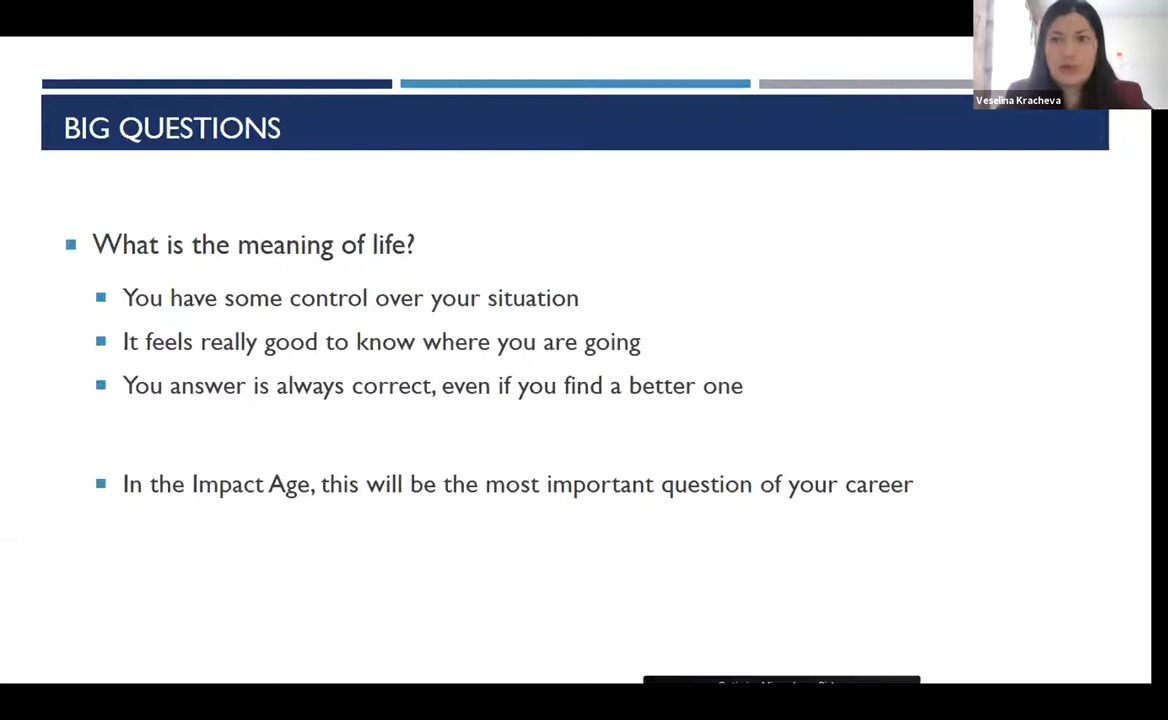 Veselina Kracheva
BIG QUESTIONS
What is the meaning of life?
You have some control over your situation
It feels really good to know where you are going
You answer is always correct, even if you find a better one
In the Impact Age, this will be the most important question of your career